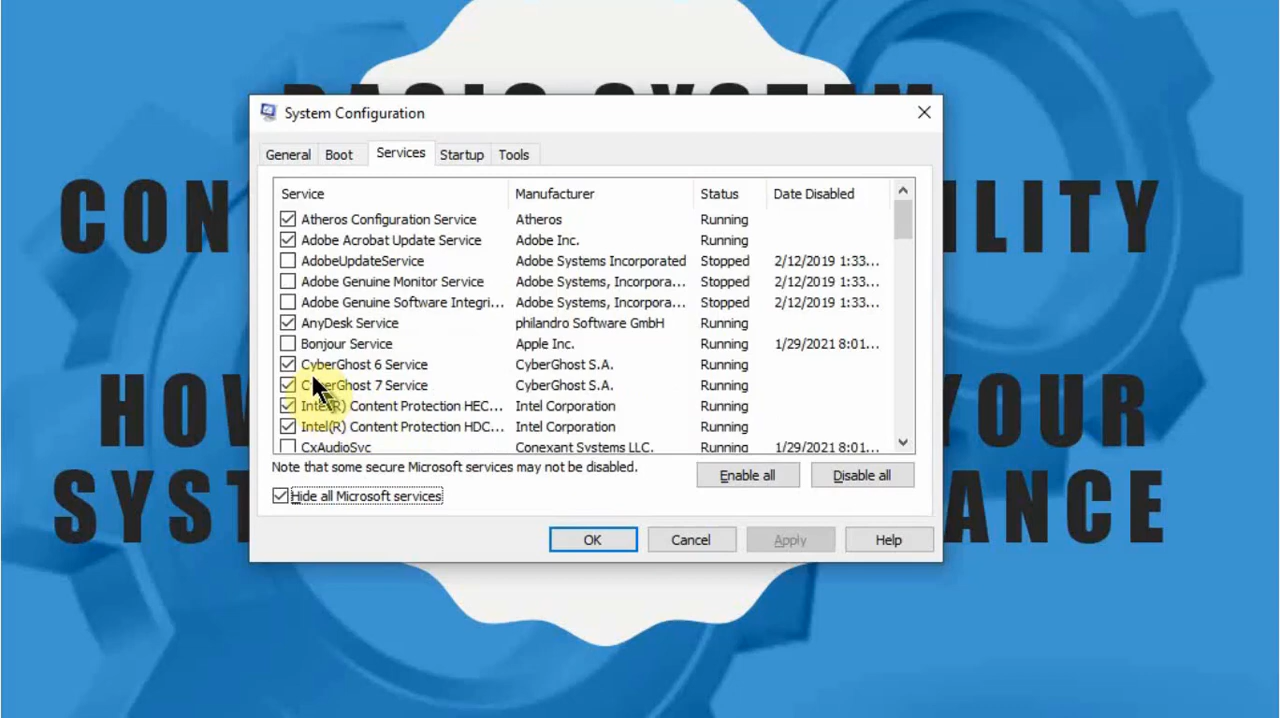 System Configuration
General Boot Services Startup Tools
Service Manufacturer Status Date Disabled
Atheros Configuration Service Atheros Running
Adobe Acrobat Update Service Adobe Inc. Running
AdobeUpdateService Adobe Systems Incorporated Stopped 2/12/2019 1:33...
Adobe Genuine Monitor Service Adobe Systems, Incorpora... Stopped 2/12/2019 1:33...
Adobe Genuine Software Integri... Adobe Systems, Incorpora... Stopped 2/12/2019 1:33...
AnyDesk Service philandro Software GmbH Running
Bonjour Service Apple Inc. Running 1/29/2021 8:01...
CyberGhost 6 Service CyberGhost S.A. Running
CyberGhost 7 Service CyberGhost S.A. Running
Intel(R) Content Protection HEC... Intel Corporation Running
Intel(R) Content Protection HDC... Intel Corporation Running
CxAudioSvc Conexant Systems LLC. Running 1/29/2021 8:01...
Note that some secure Microsoft services may not be disabled.
Enable all Disable all
Hide all Microsoft services
OK Cancel Apply Help
BASIC SYSTEM
CON ILITY
HOW YOUR
SYST ANCE